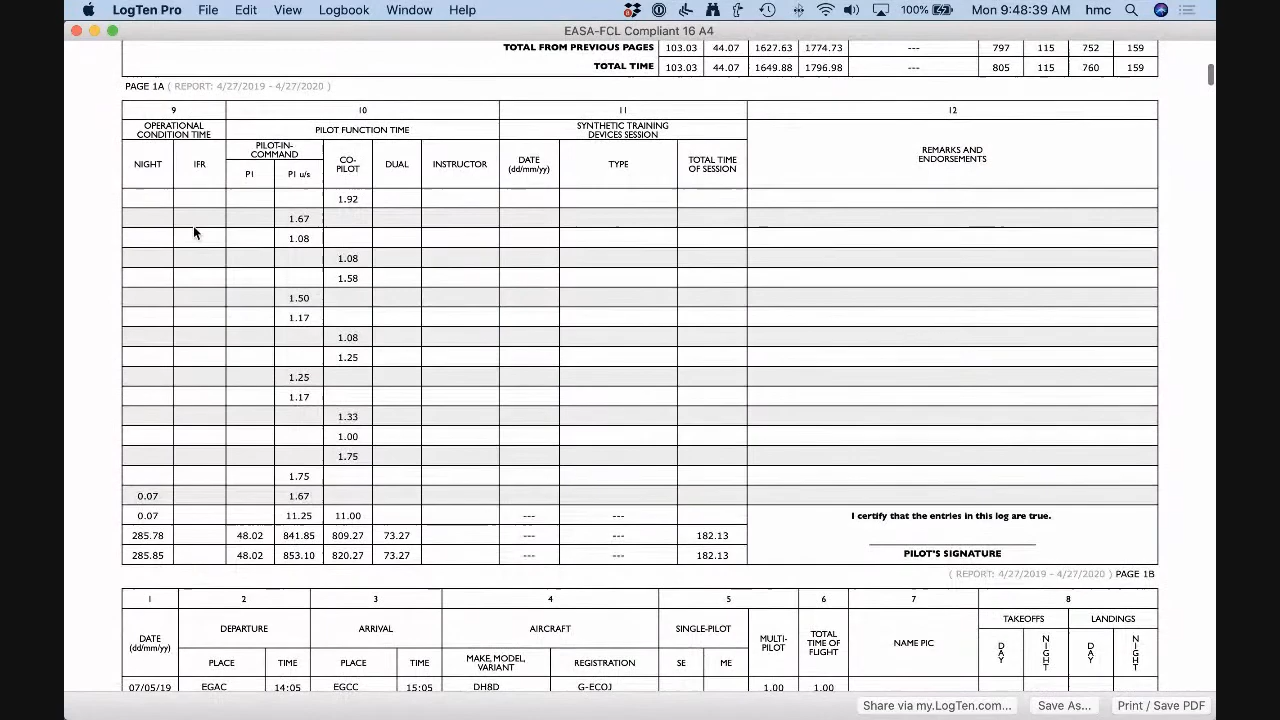 LogTen Pro File Edit View Logbook Window Help 100% Mon 9:48:39 AM hmc
EASA-FCL Compliant 16 A4
TOTAL FROM PREVIOUS PAGES 103.03 44.07 1627.63 1774.73 --- 797 115 752 159
TOTAL TIME 103.03 44.07 1649.88 1796.98 --- 805 115 760 159
PAGE 1A ( REPORT: 4/27/2019 - 4/27/2020 )
9 10 11 12
OPERATIONAL CONDITION TIME PILOT FUNCTION TIME SYNTHETIC TRAINING DEVICES SESSION REMARKS AND ENDORSEMENTS
NIGHT IFR PILOT-IN-COMMAND CO-PILOT DUAL INSTRUCTOR DATE (dd/mm/yy) TYPE TOTAL TIME OF SESSION
P1 P1 u/s
1.92
1.67
1.08
1.08
1.58
1.50
1.17
1.08
1.25
1.25
1.17
1.33
1.00
1.75
1.75
0.07 1.67
0.07 11.25 11.00 --- --- I certify that the entries in this log are true.
285.78 48.02 841.85 809.27 73.27 --- --- 182.13
285.85 48.02 853.10 820.27 73.27 --- --- 182.13 PILOT'S SIGNATURE
( REPORT: 4/27/2019 - 4/27/2020 ) PAGE 1B
1 2 3 4 5 6 7 8
DATE (dd/mm/yy) DEPARTURE ARRIVAL AIRCRAFT SINGLE-PILOT MULTI-PILOT TOTAL TIME OF FLIGHT NAME PIC TAKEOFFS LANDINGS
PLACE TIME PLACE TIME MAKE, MODEL, VARIANT REGISTRATION SE ME DAY NIGHT DAY NIGHT
07/05/19 EGAC 14:05 EGCC 15:05 DH8D G-ECOJ 1.00 1.00
Share via my.LogTen.com... Save As... Print / Save PDF